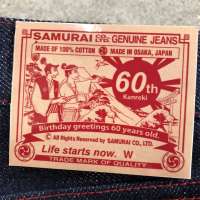 SAMURAI GENUINE JEANS
MADE OF 100% COTTON MADE IN OSAKA, JAPAN
60th
Kanreki
Birthday greetings 60 years old.
© All Rights Reserved by SAMURAI CO., LTD.
Life starts now. W
TRADE MARK OF QUALITY